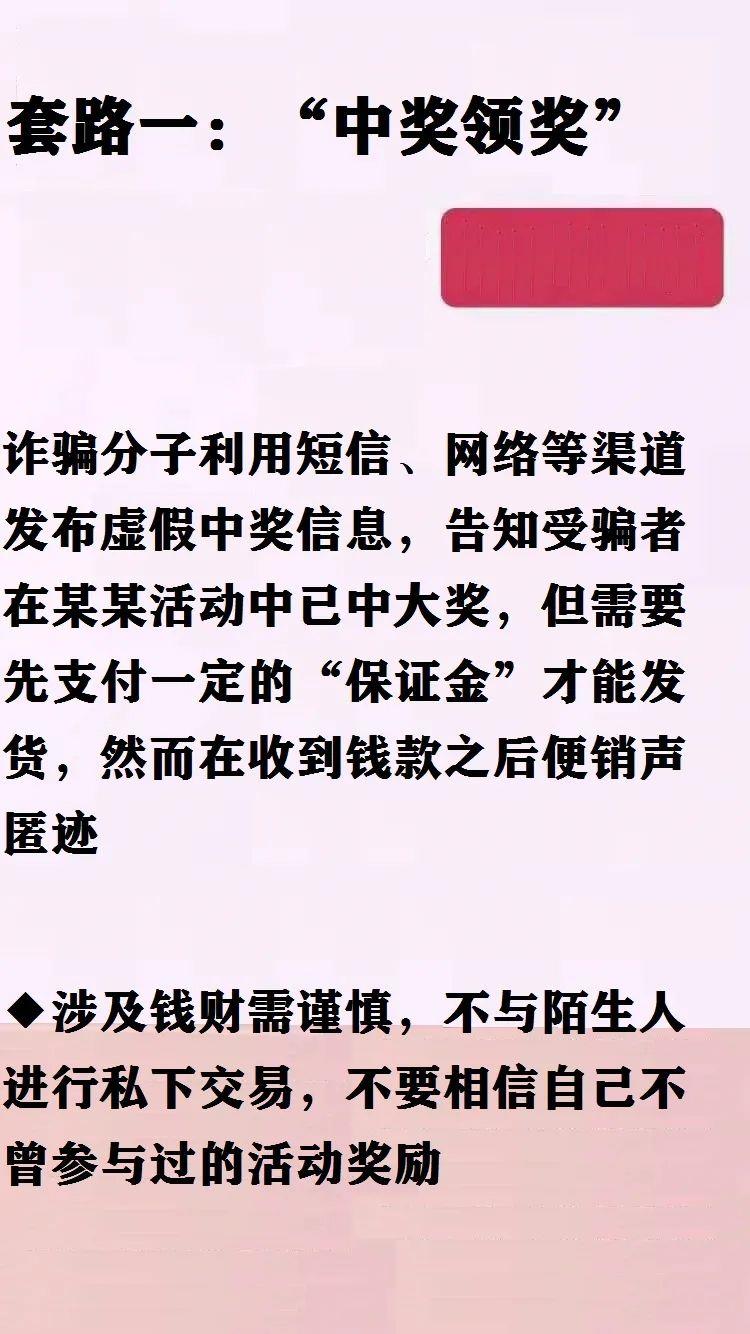 套路一：“中奖领奖”
诈骗分子利用短信、网络等渠道
发布虚假中奖信息，告知受骗者
在某某活动中已中大奖，但需要
先支付一定的“保证金”才能发
货，然而在收到钱款之后便销声
匿迹
◆涉及钱财需谨慎，不与陌生人
进行私下交易，不要相信自己不
曾参与过的活动奖励